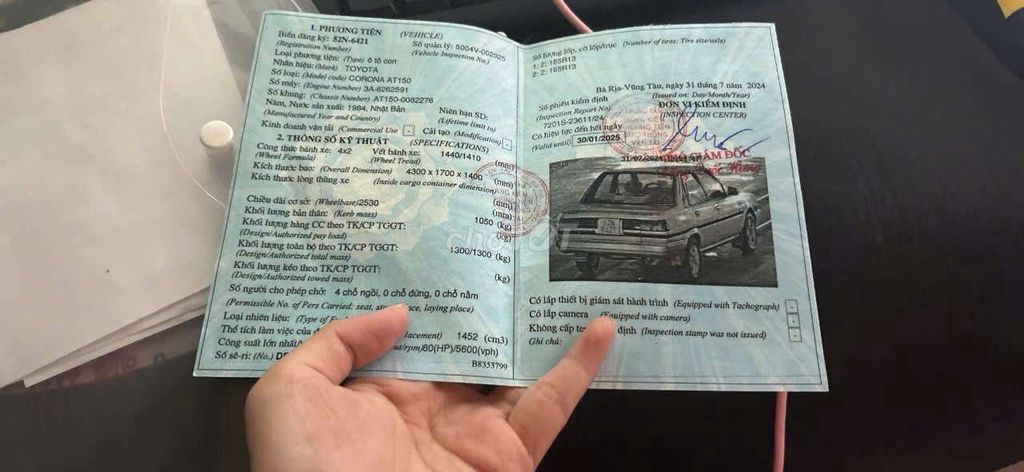 1. PHƯƠNG TIỆN (VEHICLE)
Biển đăng ký: 52N-6421 Số quản lý: 5004V-002925
(Registration Number) (Vehicle Inspection No.)
Loại phương tiện: (Type) ô tô con
Nhãn hiệu: (Mark) TOYOTA
Số loại: (Model code) CORONA AT150
Số máy: (Engine Number) 3A-6262591
Số khung: (Chassis Number) AT150-0082276
Năm, Nước sản xuất: 1984, Nhật Bản Niên hạn SD:
(Manufactured Year and Country) (Lifetime limit to)
Kinh doanh vận tải (Commercial Use) - Cải tạo (Modification) -
2. THÔNG SỐ KỸ THUẬT (SPECIFICATIONS)
Công thức bánh xe: 4x2 Vết bánh xe: 1440/1410
(Wheel Formula) (Wheel Tread) (mm)
Kích thước bao: (Overall Dimension) 4300 x 1700 x 1400 (mm)
Kích thước lòng thùng xe (Inside cargo container dimension)
(mm)
Chiều dài cơ sở: (Wheelbase) 2530 (mm)
Khối lượng bản thân: (Kerb mass) 1050 (kg)
Khối lượng hàng CC theo TK/CP TGGT:
(Design/Authorized pay load) (kg)
Khối lượng toàn bộ theo TK/CP TGGT: 1300/1300 (kg)
(Design/Authorized total mass)
Khối lượng kéo theo TK/CP TGGT: (kg)
(Design/Authorized towed mass)
Số người cho phép chở: 4 chỗ ngồi, 0 chỗ đứng, 0 chỗ nằm
(Permissible No. of Pers Carried: seat, place, laying place)
Loại nhiên liệu: (Type of
Thể tích làm việc của 1452 (cm3)
Công suất lớn nhất/ 80(HP)/5600(vph)
Số sê-ri: (No.)
B8353799
Số lượng lốp, cỡ lốp/trục (Number of tires; Tire size/axle)
1: 2; 165R13
2: 2; 165R13
Bà Rịa-Vũng Tàu, ngày 31 tháng 7 năm 2024
(Issued on: Day/Month/Year)
Số phiếu kiểm định ĐƠN VỊ KIỂM ĐỊNH
(Inspection Report No) (INSPECTION CENTER)
7201S-23611/24
Có hiệu lực đến hết ngày
(Valid until) 30/01/2025
31/07/2024
GIÁM ĐỐC
Có lắp thiết bị giám sát hành trình (Equipped with Tachograph) -
Có lắp camera (Equipped with camera) -
Không cấp tem định (Inspection stamp was not issued) -
Ghi chú:
chợTỐT